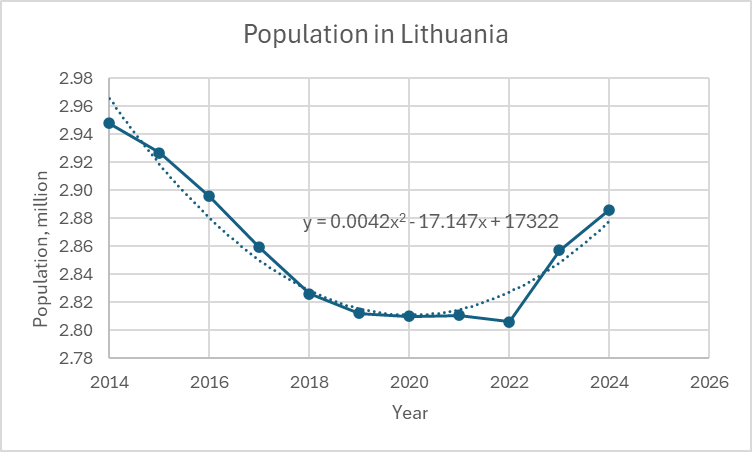 Population in Lithuania
Population, million
2.98
2.96
2.94
2.92
2.90
2.88
2.86
2.84
2.82
2.80
2.78
y = 0.0042x² - 17.147x + 17322
2014 2016 2018 2020 2022 2024 2026
Year